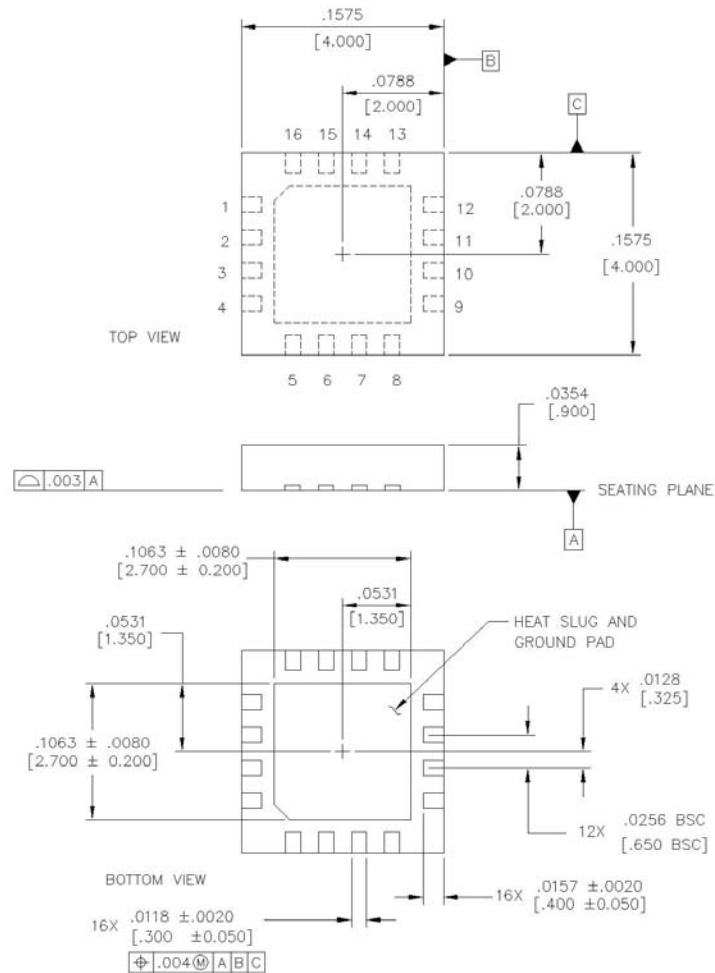 .1575
[4.000]
B
.0788
[2.000]
C
16 15 14 13
.0788
[2.000]
1
12
2
11
.1575
[4.000]
3
10
4
9
TOP VIEW
5 6 7 8
.0354
[.900]
.003 A
SEATING PLANE
A
.1063 ± .0080
[2.700 ± 0.200]
.0531
[1.350]
.0531
[1.350]
HEAT SLUG AND
GROUND PAD
4X .0128
[.325]
.1063 ± .0080
[2.700 ± 0.200]
12X .0256 BSC
[.650 BSC]
BOTTOM VIEW
16X .0157 ±.0020
[.400 ±0.050]
16X .0118 ±.0020
[.300 ±0.050]
⌖ .004 Ⓜ A B C